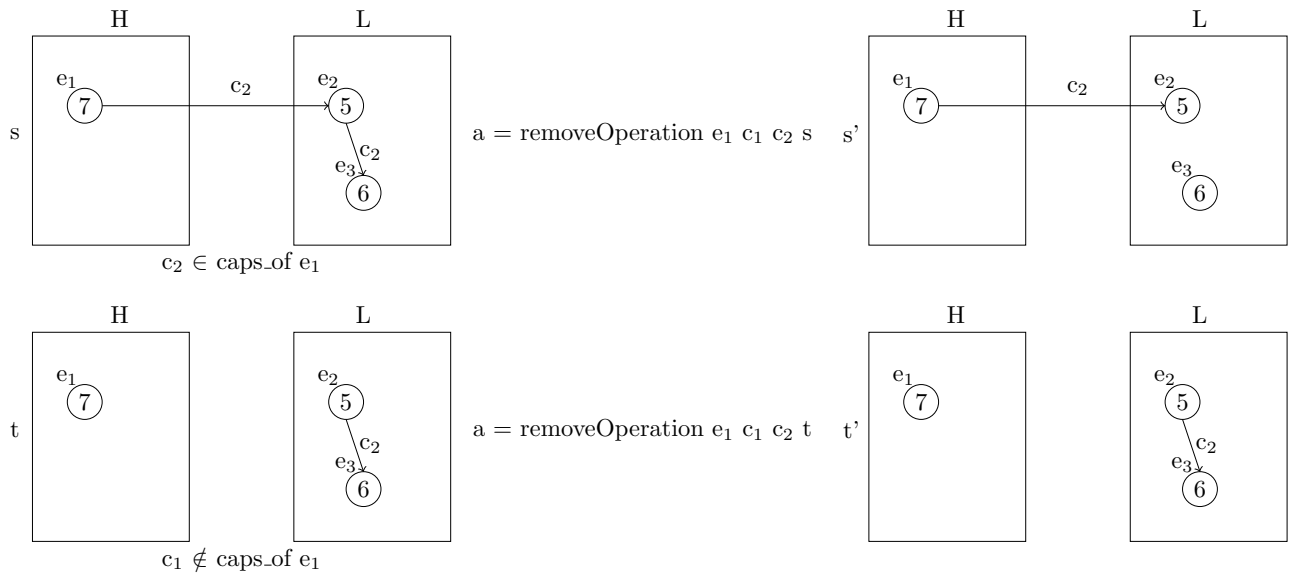 H L H L
e₁ 7 c₂ e₂ 5 e₁ 7 c₂ e₂ 5
s a = removeOperation e₁ c₁ c₂ s s’
c₂
e₃ 6 e₃ 6
c₂ ∈ caps_of e₁
H L H L
e₁ 7 e₂ 5 e₁ 7 e₂ 5
t a = removeOperation e₁ c₁ c₂ t t’
c₂ c₂
e₃ 6 e₃ 6
c₁ ∉ caps_of e₁